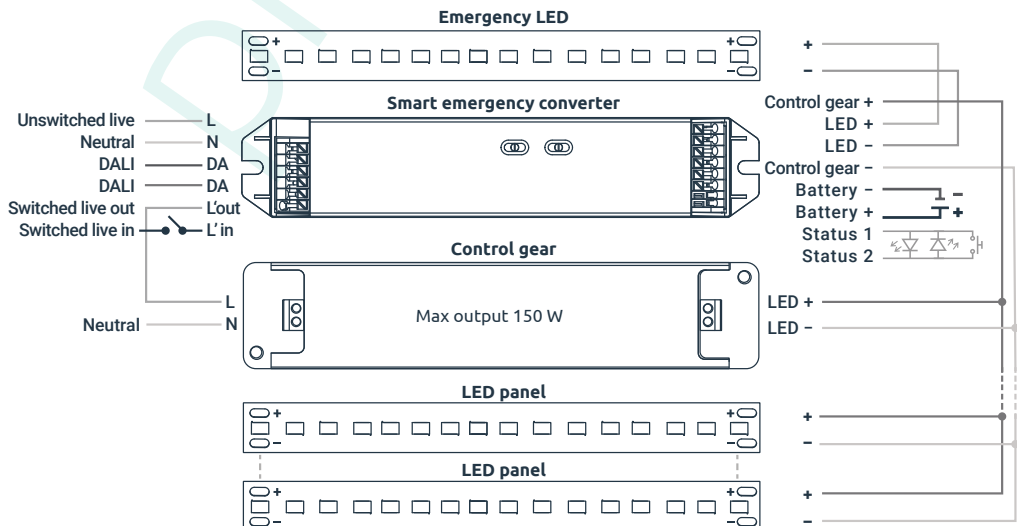 Emergency LED
+ +
- -
+
-
Smart emergency converter
Unswitched live L
Neutral N
DALI DA
DALI DA
Switched live out L'out
Switched live in L' in
Control gear +
LED +
LED -
Control gear -
Battery - -
Battery + +
Status 1
Status 2
Control gear
L
Neutral N
Max output 150 W
LED +
LED -
LED panel
+ +
- -
+
-
LED panel
+ +
- -
+
-